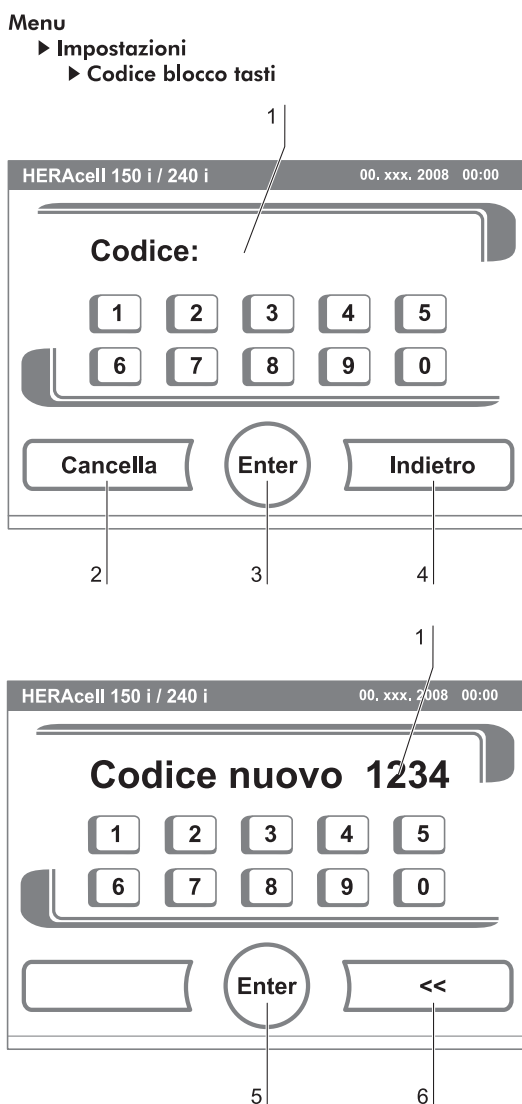 Menu
▶ Impostazioni
▶ Codice blocco tasti
1
HERAcell 150 i / 240 i 00. xxx. 2008 00:00
Codice:
1 2 3 4 5
6 7 8 9 0
Cancella Enter Indietro
2 3 4
1
HERAcell 150 i / 240 i 00. xxx. 2008 00:00
Codice nuovo 1234
1 2 3 4 5
6 7 8 9 0
Enter <<
5 6